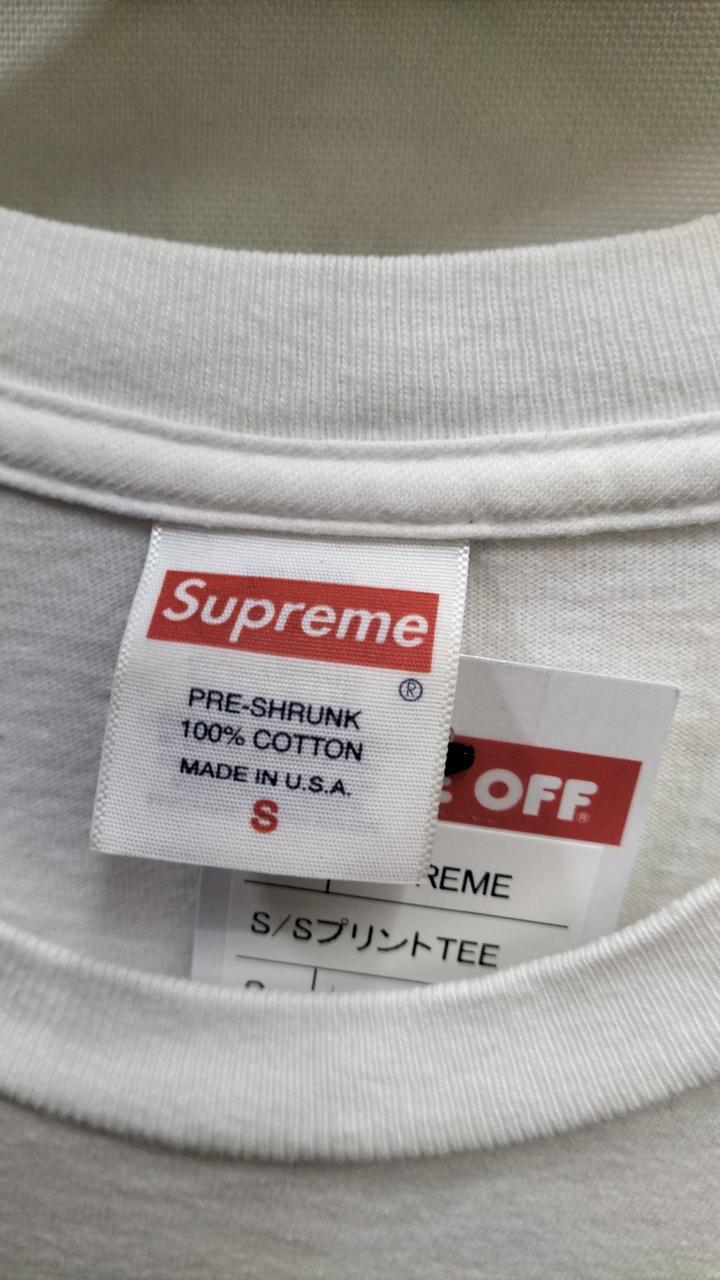 Supreme
®
PRE-SHRUNK
100% COTTON
MADE IN U.S.A.
S
OFF®
REME
S/SプリントTEE